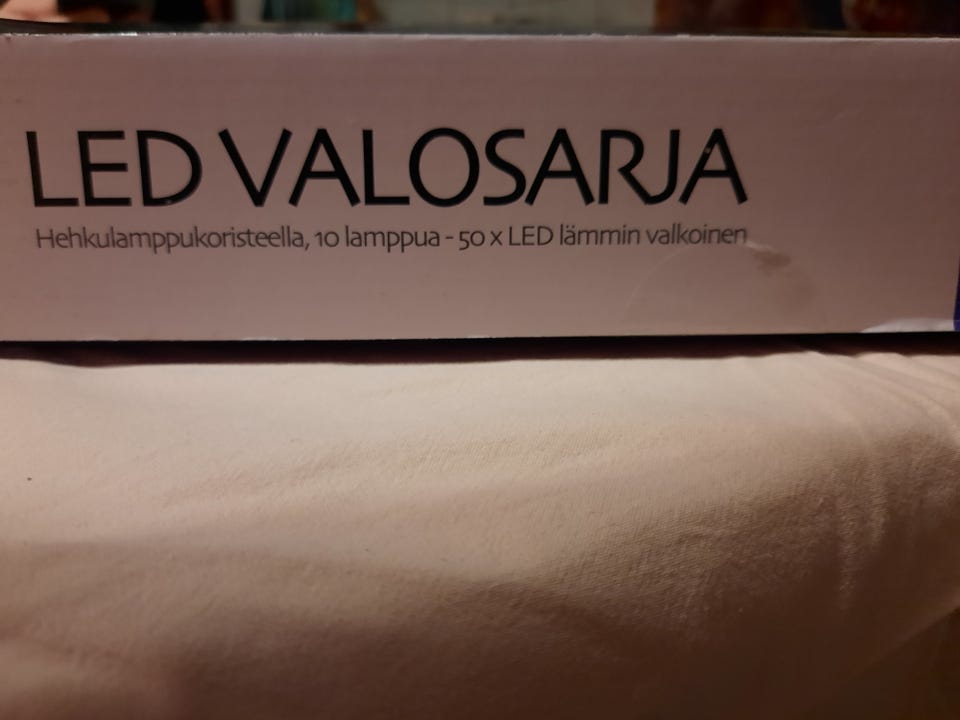 LED VALOSARJA
Hehkulamppukoristeella, 10 lamppua - 50 x LED lämmin valkoinen